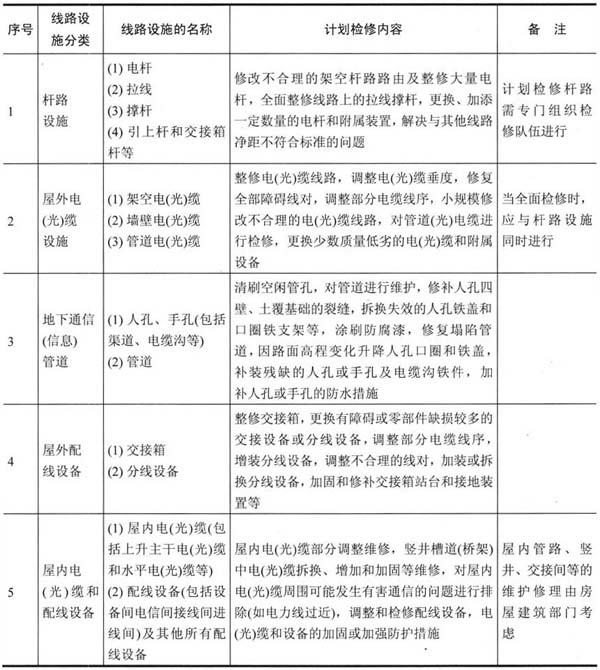 序号
线路设
施分类
线路设施的名称
计划检修内容
备 注
1
杆路
设施
(1) 电杆
(2) 拉线
(3) 撑杆
(4) 引上杆和交接箱
杆等
修改不合理的架空杆路路由及整修大量电
杆，全面整修线路上的拉线撑杆，更换、加添
一定数量的电杆和附属装置，解决与其他线路
净距不符合标准的问题
计划检修杆路
需专门组织检
修队伍进行
2
屋外电
(光)缆
设施
(1) 架空电(光)缆
(2) 墙壁电(光)缆
(3) 管道电(光)缆
整修电(光)缆线路，调整电(光)缆垂度，修复
全部障碍线对，调整部分电缆线序，小规模修
改不合理的电(光)缆线路，对管道(光)电缆进
行检修，更换少数质量低劣的电(光)缆和附属
设备
当全面检修时，
应与杆路设施
同时进行
3
地下通信
(信息)
管道
(1) 人孔、手孔(包括
渠道、电缆沟等)
(2) 管道
清刷空闲管孔，对管道进行维护，修补人孔四
壁、土覆基础的裂缝，拆换失效的人孔铁盖和
口圈铁支架等，涂刷防腐漆，修复塌陷管
道，因路面高程变化升降人孔口圈和铁盖，
补装残缺的人孔或手孔及电缆沟铁件，加
补人孔或手孔的防水措施
4
屋外配
线设备
(1) 交接箱
(2) 分线设备
整修交接箱，更换有障碍或零部件缺损较多的
交接设备或分线设备，调整部分电缆线序，
增装分线设备，调整不合理的线对，加装或拆
换分线设备，加固和修补交接箱站台和接地装
置等
5
屋内电
(光)缆和
配线设备
(1) 屋内电(光)缆(包
括上升主干电(光)缆
和水平电(光)缆等)
(2) 配线设备(包括设
备间电信间接线间进
线间)及其他所有配
线设备
屋内电(光)缆部分调整维修，竖井槽道(桥架)
中电(光)缆拆换、增加和加固等维修，对屋内
电(光)缆周围可能发生有害通信的问题进行排
除(如电力线过近)，调整和检修配线设备，电
(光)缆和设备的加固或加强防护措施
屋内管路、竖
井、交接间等的
维护修理由房
屋建筑部门考
虑